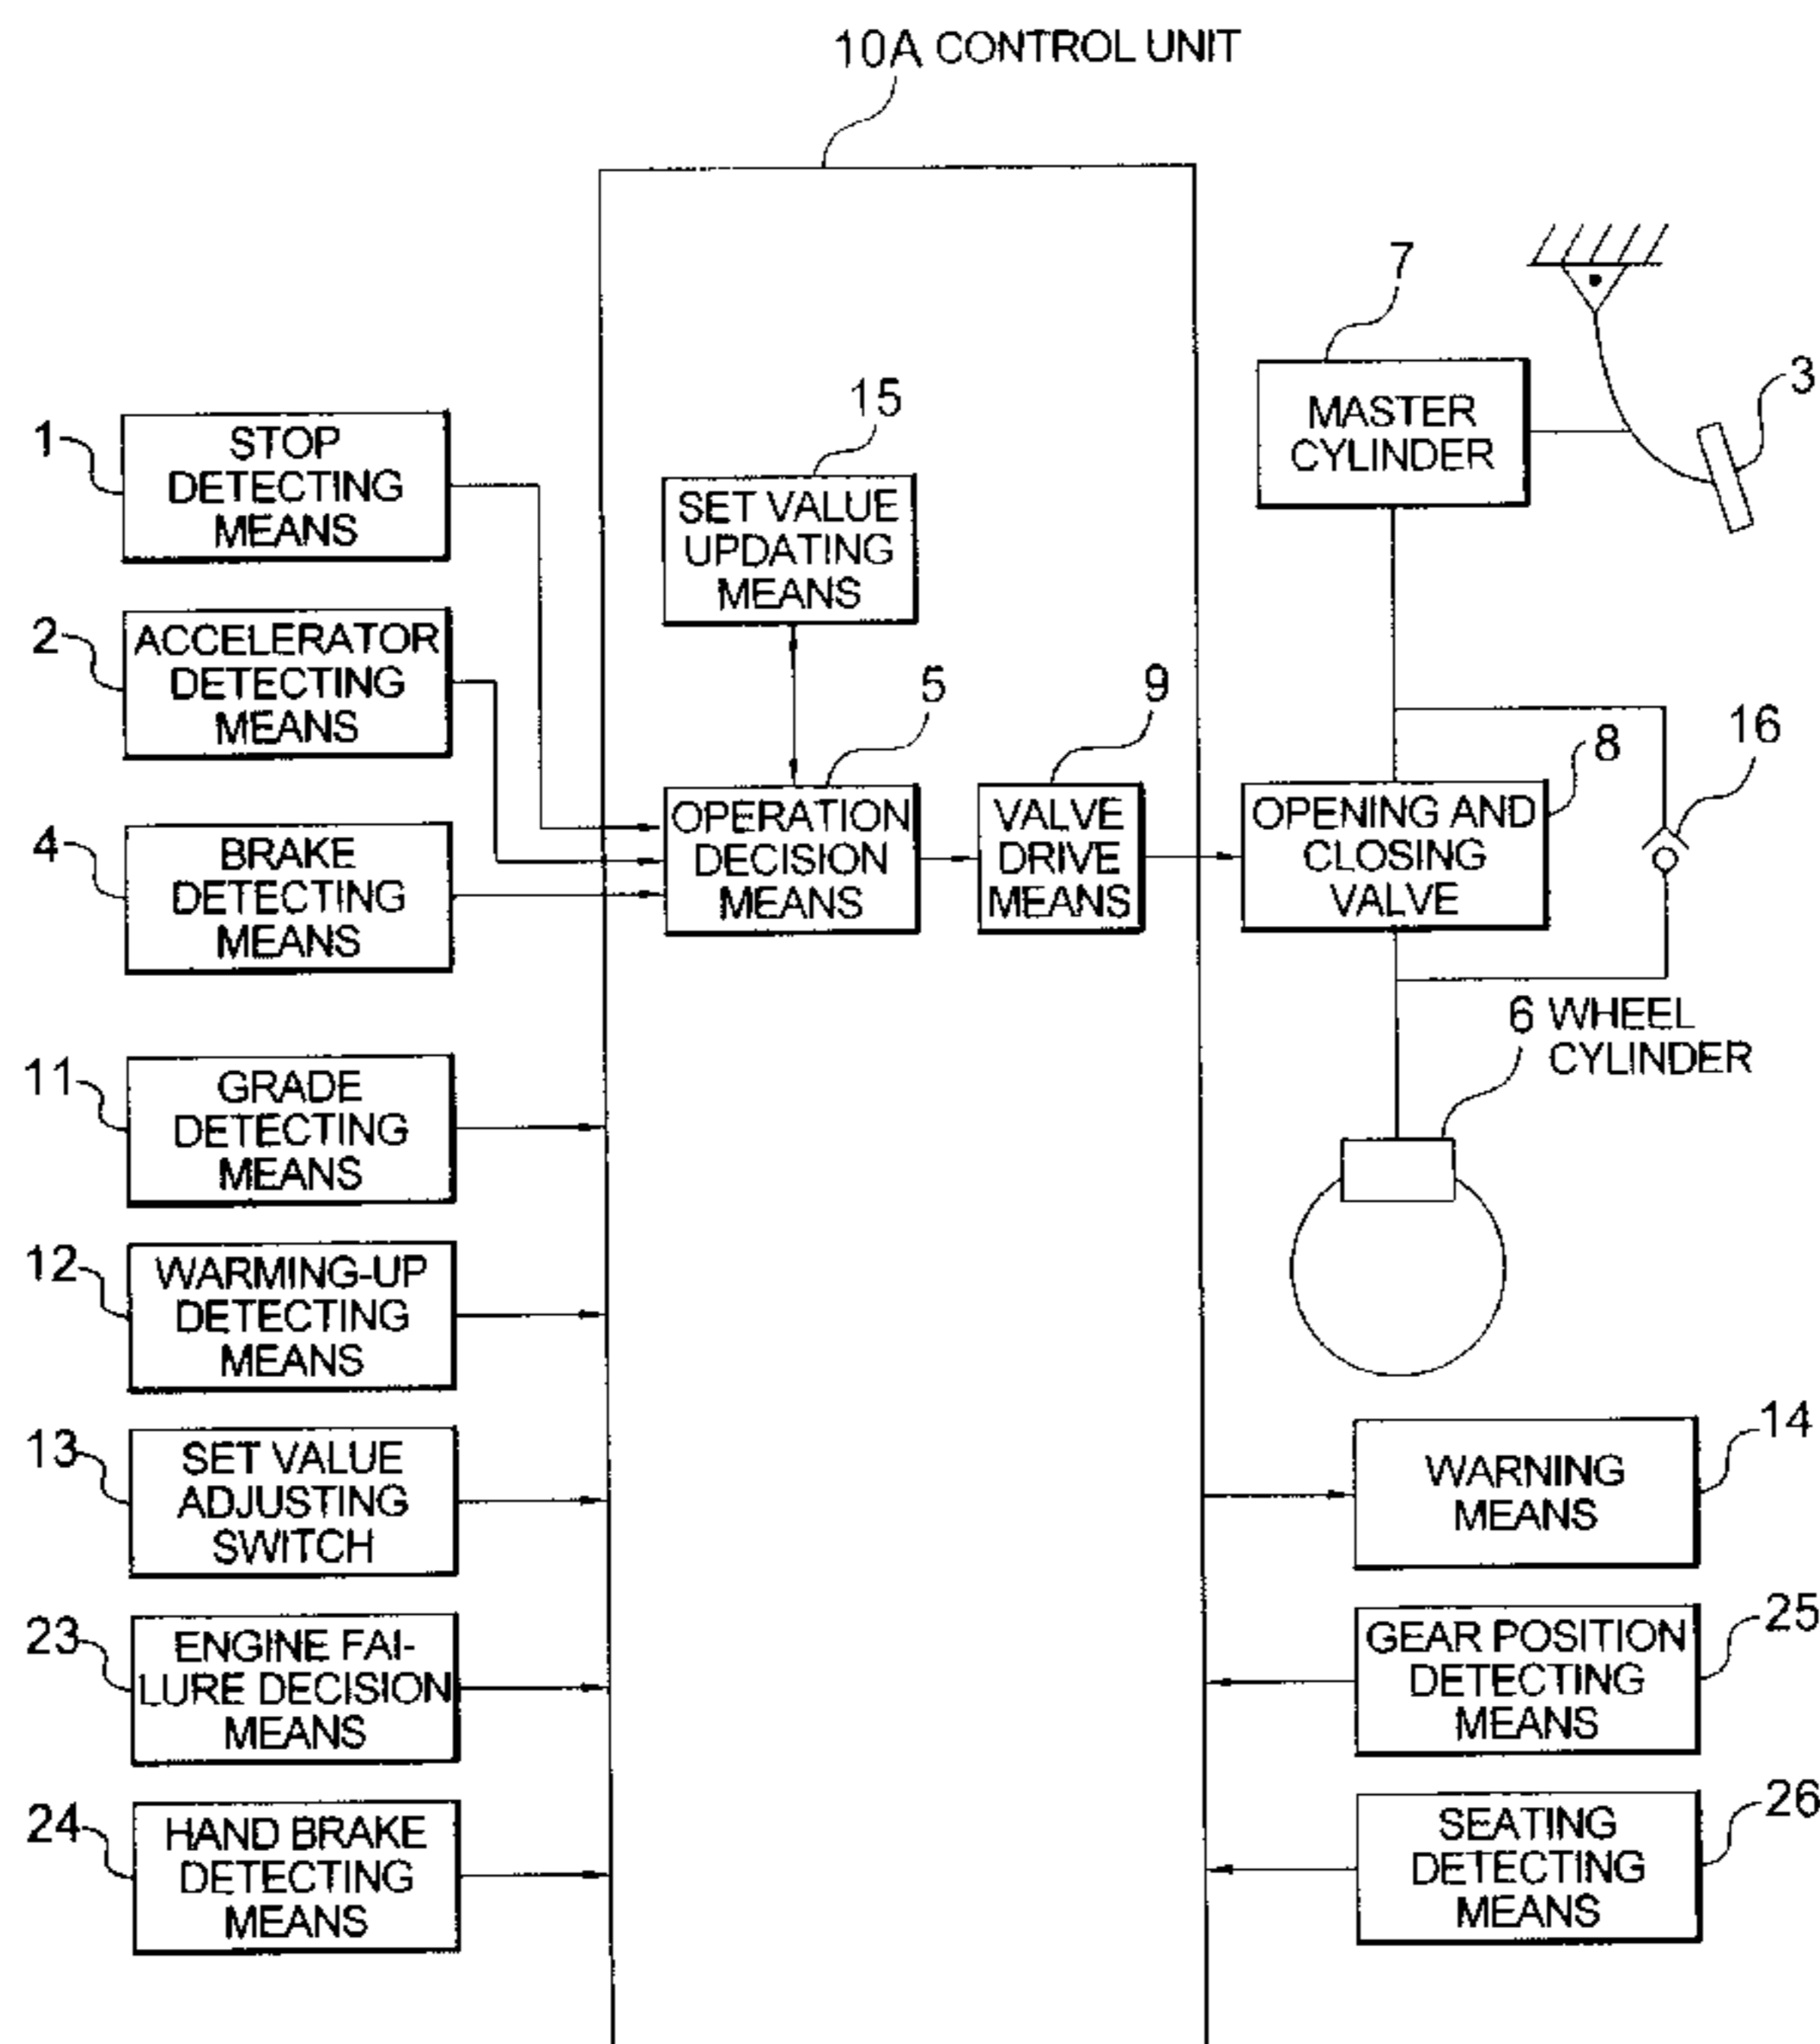 10A CONTROL UNIT
7
3
15
1
STOP
DETECTING
MEANS
MASTER
CYLINDER
SET VALUE
UPDATING
MEANS
2
ACCELERATOR
DETECTING
MEANS
5
9
16
8
4
BRAKE
DETECTING
MEANS
OPERATION
DECISION
MEANS
VALVE
DRIVE
MEANS
OPENING AND
CLOSING
VALVE
6 WHEEL
CYLINDER
11
GRADE
DETECTING
MEANS
12
WARMING-UP
DETECTING
MEANS
13
SET VALUE
ADJUSTING
SWITCH
WARNING
MEANS
14
23
ENGINE FAI-
LURE DECISION
MEANS
GEAR POSITION
DETECTING
MEANS
25
24
HAND BRAKE
DETECTING
MEANS
SEATING
DETECTING
MEANS
26